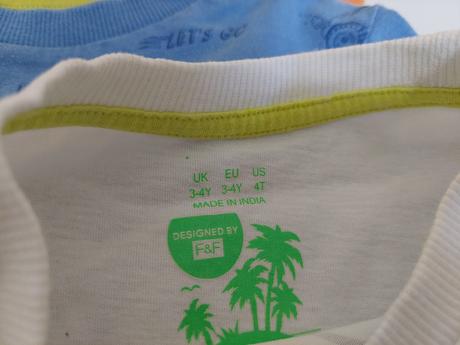 LET'S GO
UK EU US
3-4Y 3-4Y 4T
MADE IN INDIA
DESIGNED BY
F&F